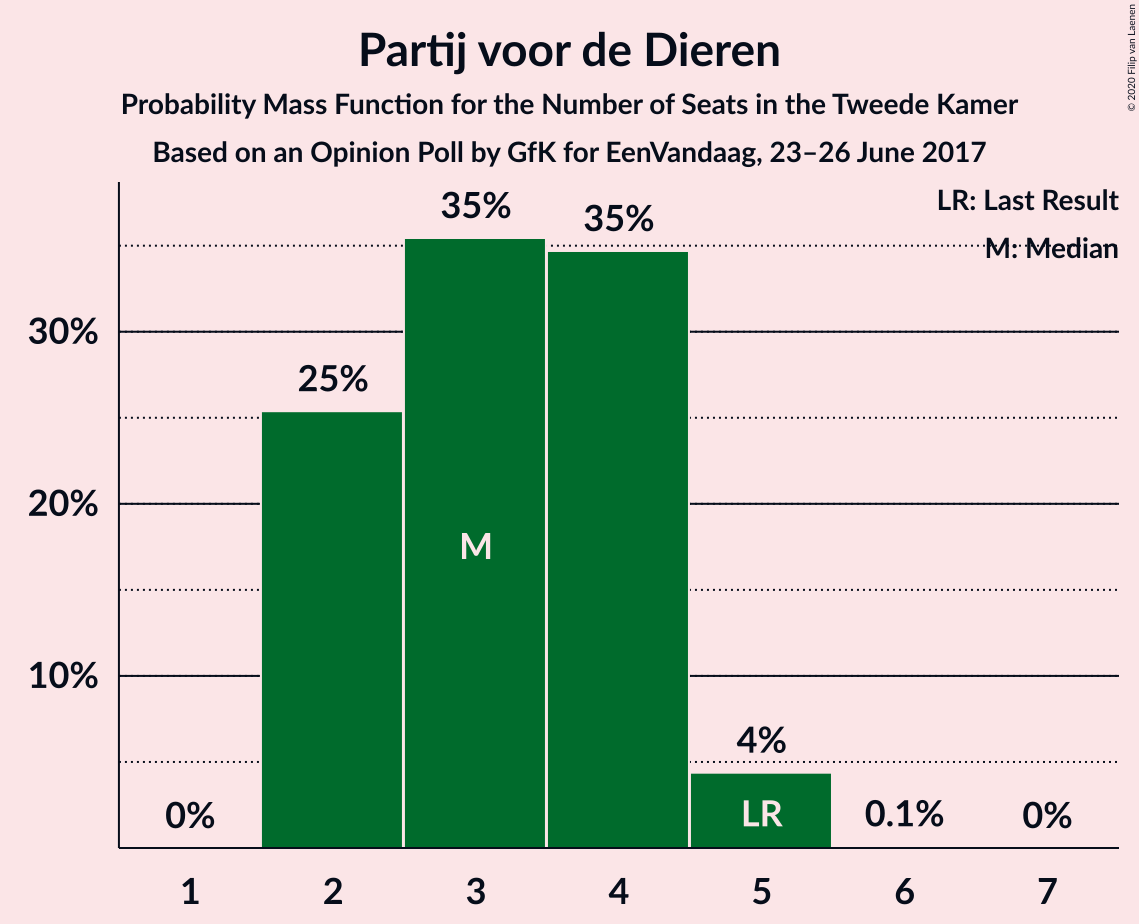 Partij voor de Dieren
Probability Mass Function for the Number of Seats in the Tweede Kamer
Based on an Opinion Poll by GfK for EenVandaag, 23–26 June 2017
© 2020 Filip van Laenen
LR: Last Result
M: Median
30%
20%
10%
0%
25%
35%
35%
4%
0.1%
0%
M
LR
1 2 3 4 5 6 7